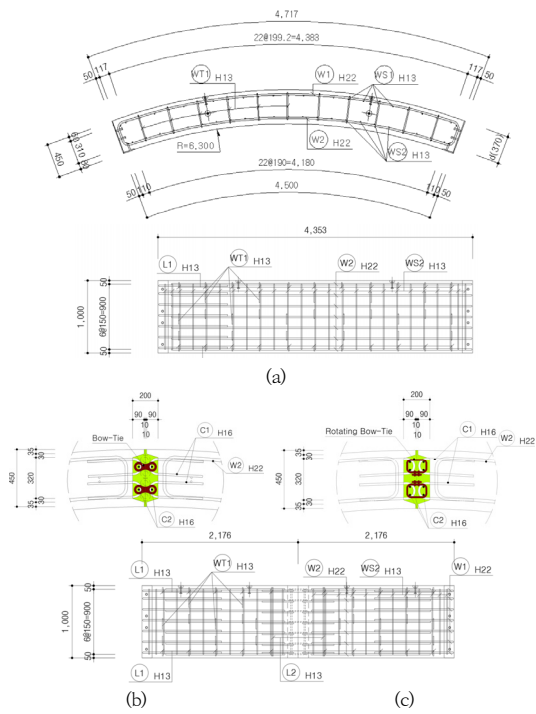 4,717
22@199.2=4,383
50 117
117 50
WT1 H13
W1 H22
WS1 H13
60
310
80
450
R=6,300
W2 H22
WS2 H13
d(370)
22@190=4,180
50 110
110 50
4,500
4,353
L1 H13
WT1 H13
W2 H22
WS2 H13
50
6@150=900
50
1,000
(a)
200
90 90
10
10
Bow-Tie
C1 H16
W2 H22
35
320
30
450
C2 H16
200
90 90
10
10
Rotating Bow-Tie
C1 H16
W2 H22
35
320
30
450
C2 H16
2,176
2,176
L1 H13
WT1 H13
W2 H22
WS2 H13
W1 H22
50
6@150=900
50
1,000
L1 H13
L2 H13
(b)
(c)